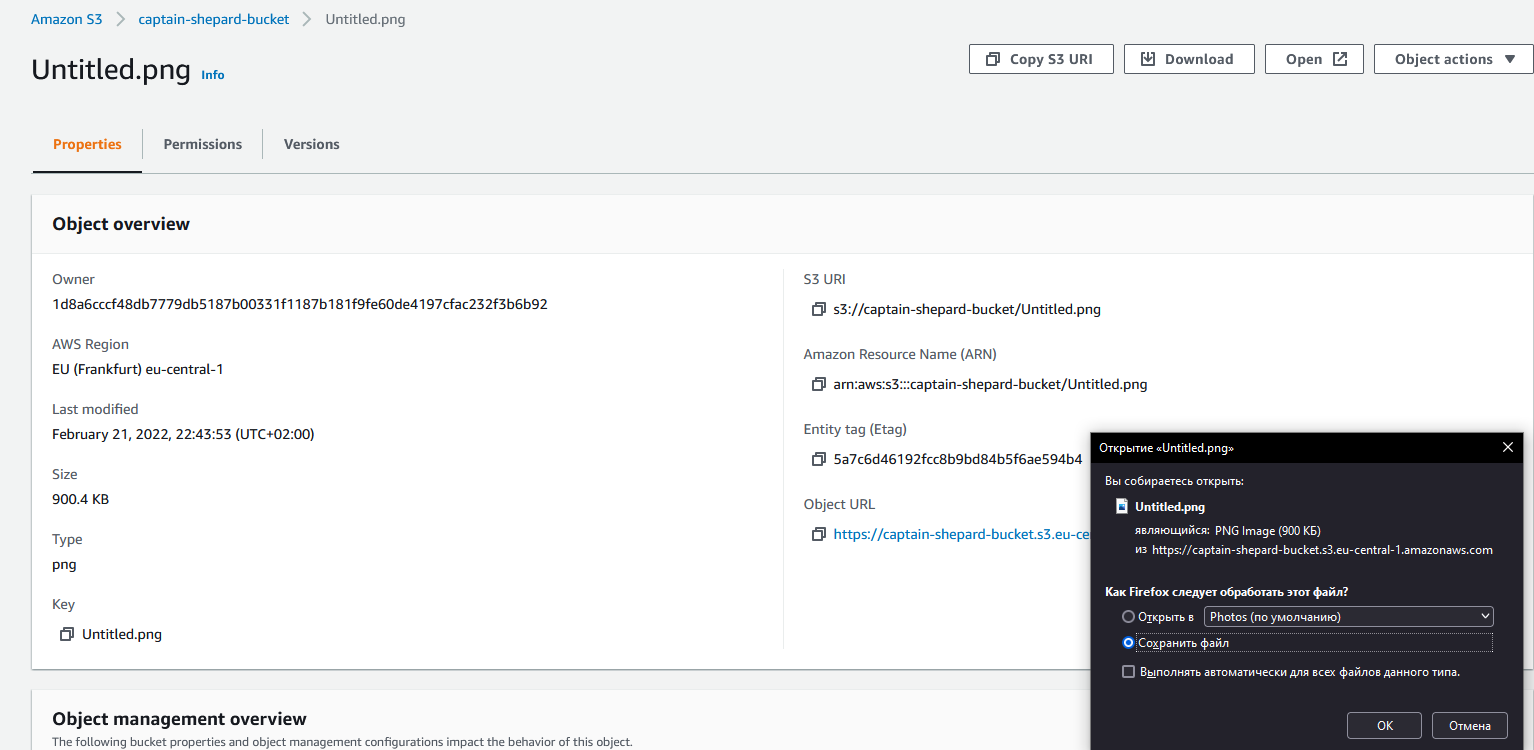 Amazon S3 > captain-shepard-bucket > Untitled.png
Untitled.png Info
Copy S3 URI Download Open Object actions
Properties Permissions Versions
Object overview
Owner
1d8a6cccf48db7779db5187b00331f1187b181f9fe60de4197cfac232f3b6b92
AWS Region
EU (Frankfurt) eu-central-1
Last modified
February 21, 2022, 22:43:53 (UTC+02:00)
Size
900.4 KB
Type
png
Key
Untitled.png
S3 URI
s3://captain-shepard-bucket/Untitled.png
Amazon Resource Name (ARN)
arn:aws:s3:::captain-shepard-bucket/Untitled.png
Entity tag (Etag)
5a7c6d46192fcc8b9bd84b5f6ae594b4
Object URL
https://captain-shepard-bucket.s3.eu-ce
Открытие «Untitled.png»
Вы собираетесь открыть:
Untitled.png
являющийся: PNG Image (900 КБ)
из https://captain-shepard-bucket.s3.eu-central-1.amazonaws.com
Как Firefox следует обработать этот файл?
Открыть в Photos (по умолчанию)
Сохранить файл
Выполнять автоматически для всех файлов данного типа.
ОК Отмена
Object management overview
The following bucket properties and object management configurations impact the behavior of this object.